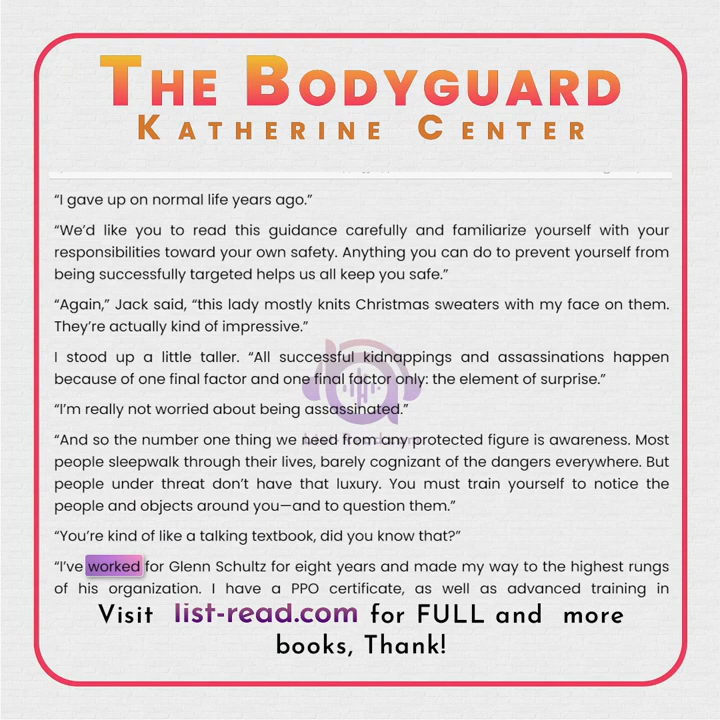 THE BODYGUARD
KATHERINE CENTER
“I gave up on normal life years ago.”
“We’d like you to read this guidance carefully and familiarize yourself with your
responsibilities toward your own safety. Anything you can do to prevent yourself from
being successfully targeted helps us all keep you safe.”
“Again,” Jack said, “this lady mostly knits Christmas sweaters with my face on them.
They’re actually kind of impressive.”
I stood up a little taller. “All successful kidnappings and assassinations happen
because of one final factor and one final factor only: the element of surprise.”
“I’m really not worried about being assassinated.”
“And so the number one thing we need from any protected figure is awareness. Most
people sleepwalk through their lives, barely cognizant of the dangers everywhere. But
people under threat don’t have that luxury. You must train yourself to notice the
people and objects around you—and to question them.”
“You’re kind of like a talking textbook, did you know that?”
“I’ve worked for Glenn Schultz for eight years and made my way to the highest rungs
of his organization. I have a PPO certificate, as well as advanced training in
Visit list-read.com for FULL and more
books, Thank!